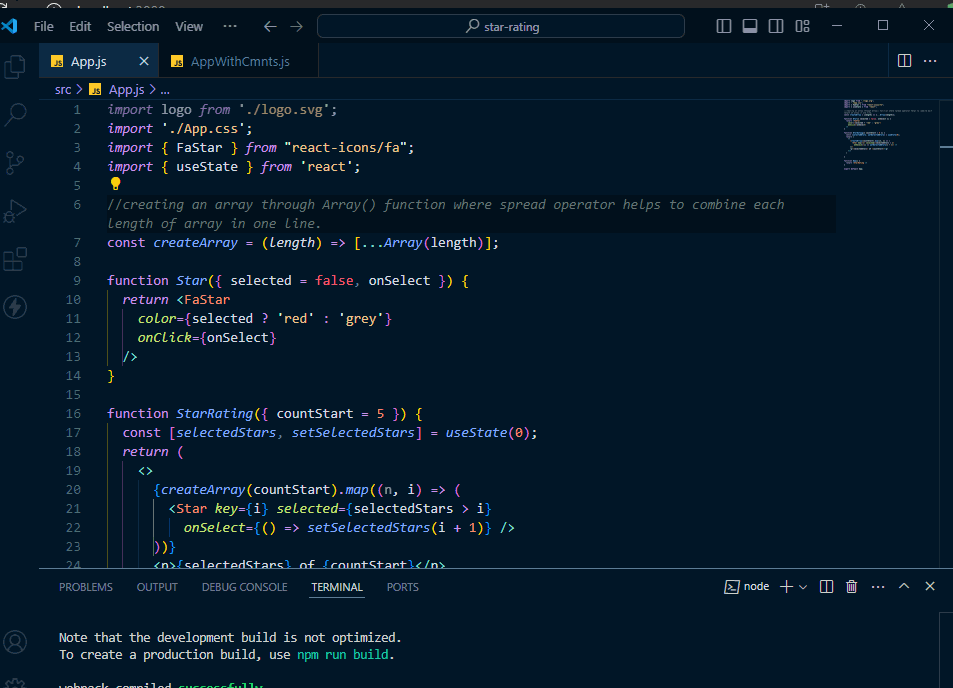 File Edit Selection View ··· star-rating
App.js AppWithCmnts.js
src > App.js > ...
1 import logo from './logo.svg';
2 import './App.css';
3 import { FaStar } from "react-icons/fa";
4 import { useState } from 'react';
5
6 //creating an array through Array() function where spread operator helps to combine each
length of array in one line.
7 const createArray = (length) => [...Array(length)];
8
9 function Star({ selected = false, onSelect }) {
10 return <FaStar
11 color={selected ? 'red' : 'grey'}
12 onClick={onSelect}
13 />
14 }
15
16 function StarRating({ countStart = 5 }) {
17 const [selectedStars, setSelectedStars] = useState(0);
18 return (
19 <>
20 {createArray(countStart).map((n, i) => (
21 <Star key={i} selected={selectedStars > i}
22 onSelect={() => setSelectedStars(i + 1)} />
23 ))}
24 <p>{selectedStars} of {countStart}</p>
PROBLEMS OUTPUT DEBUG CONSOLE TERMINAL PORTS node
Note that the development build is not optimized.
To create a production build, use npm run build.
webpack compiled successfully